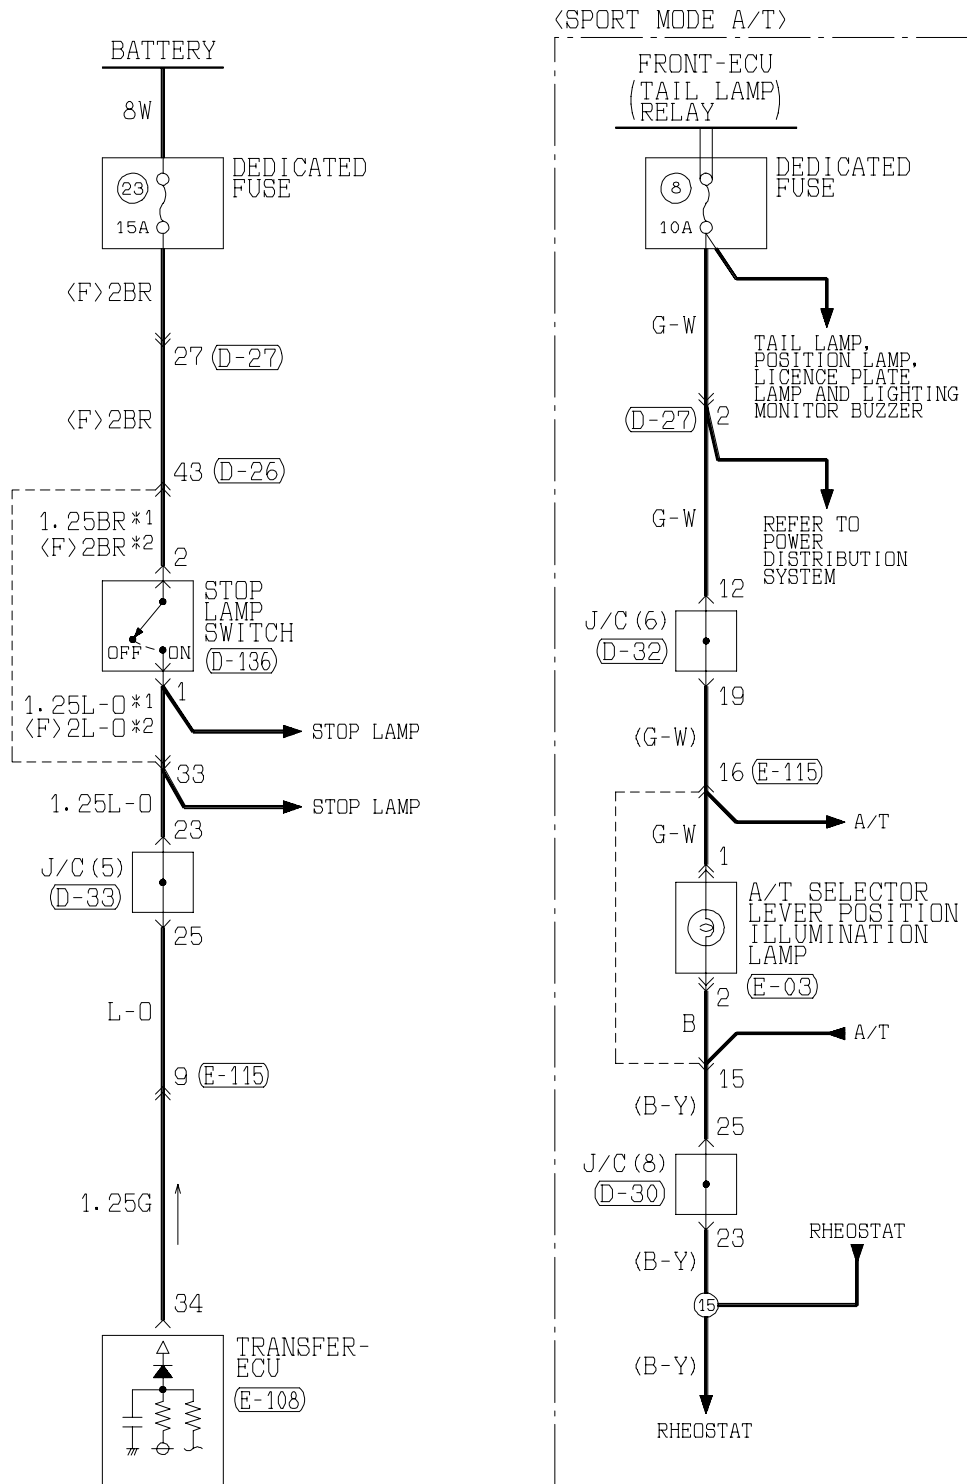 BATTERY
8W
DEDICATED
FUSE
23
15A
<F>2BR
27 (D-27)
<F>2BR
43 (D-26)
1.25BR*1
<F>2BR*2
2
STOP
LAMP
SWITCH
(D-136)
OFF
ON
1
1.25L-O*1
<F>2L-O*2
STOP LAMP
33
STOP LAMP
1.25L-O
23
J/C(5)
(D-33)
25
L-O
9 (E-115)
1.25G
34
TRANSFER-
ECU
(E-108)
<SPORT MODE A/T>
FRONT-ECU
(TAIL LAMP)
RELAY
DEDICATED
FUSE
8
10A
G-W
TAIL LAMP,
POSITION LAMP,
LICENCE PLATE
LAMP AND LIGHTING
MONITOR BUZZER
(D-27) 2
G-W
REFER TO
POWER
DISTRIBUTION
SYSTEM
12
J/C(6)
(D-32)
19
(G-W)
16 (E-115)
A/T
G-W
1
A/T SELECTOR
LEVER POSITION
ILLUMINATION
LAMP
(E-03)
2
B
A/T
15
(B-Y)
25
J/C(8)
(D-30)
23
RHEOSTAT
(B-Y)
15
(B-Y)
RHEOSTAT